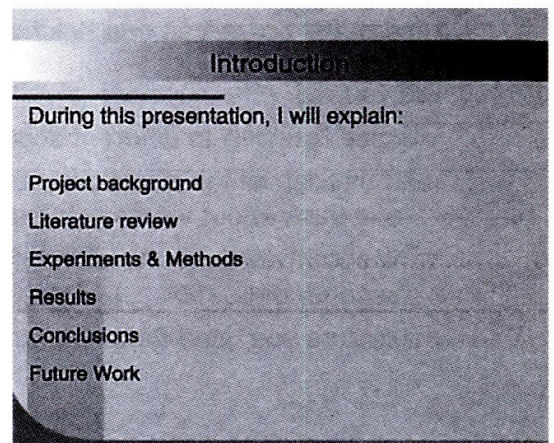 Introduction
During this presentation, I will explain:
Project background
Literature review
Experiments & Methods
Results
Conclusions
Future Work